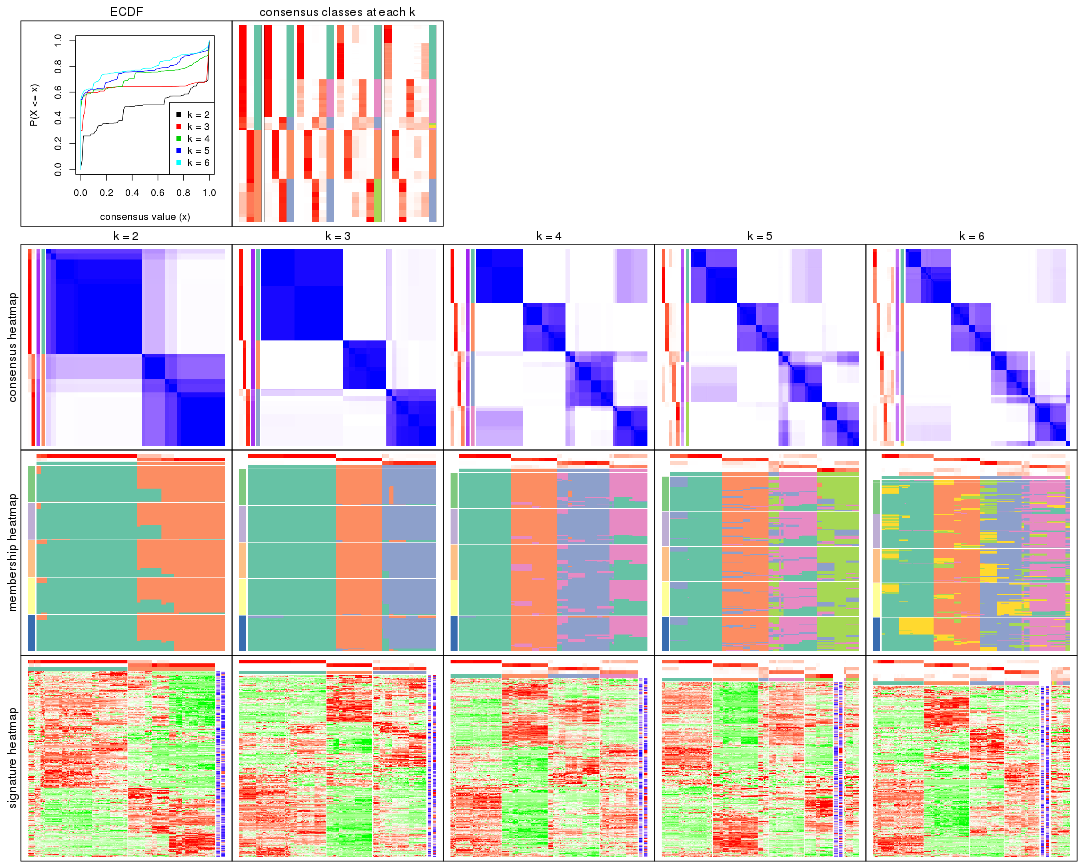 ECDF
consensus classes at each k
P(X <= x)
0.0 0.2 0.4 0.6 0.8 1.0
k = 2
k = 3
k = 4
k = 5
k = 6
0.0 0.2 0.4 0.6 0.8 1.0
consensus value (x)
k = 2
k = 3
k = 4
k = 5
k = 6
consensus heatmap
membership heatmap
signature heatmap